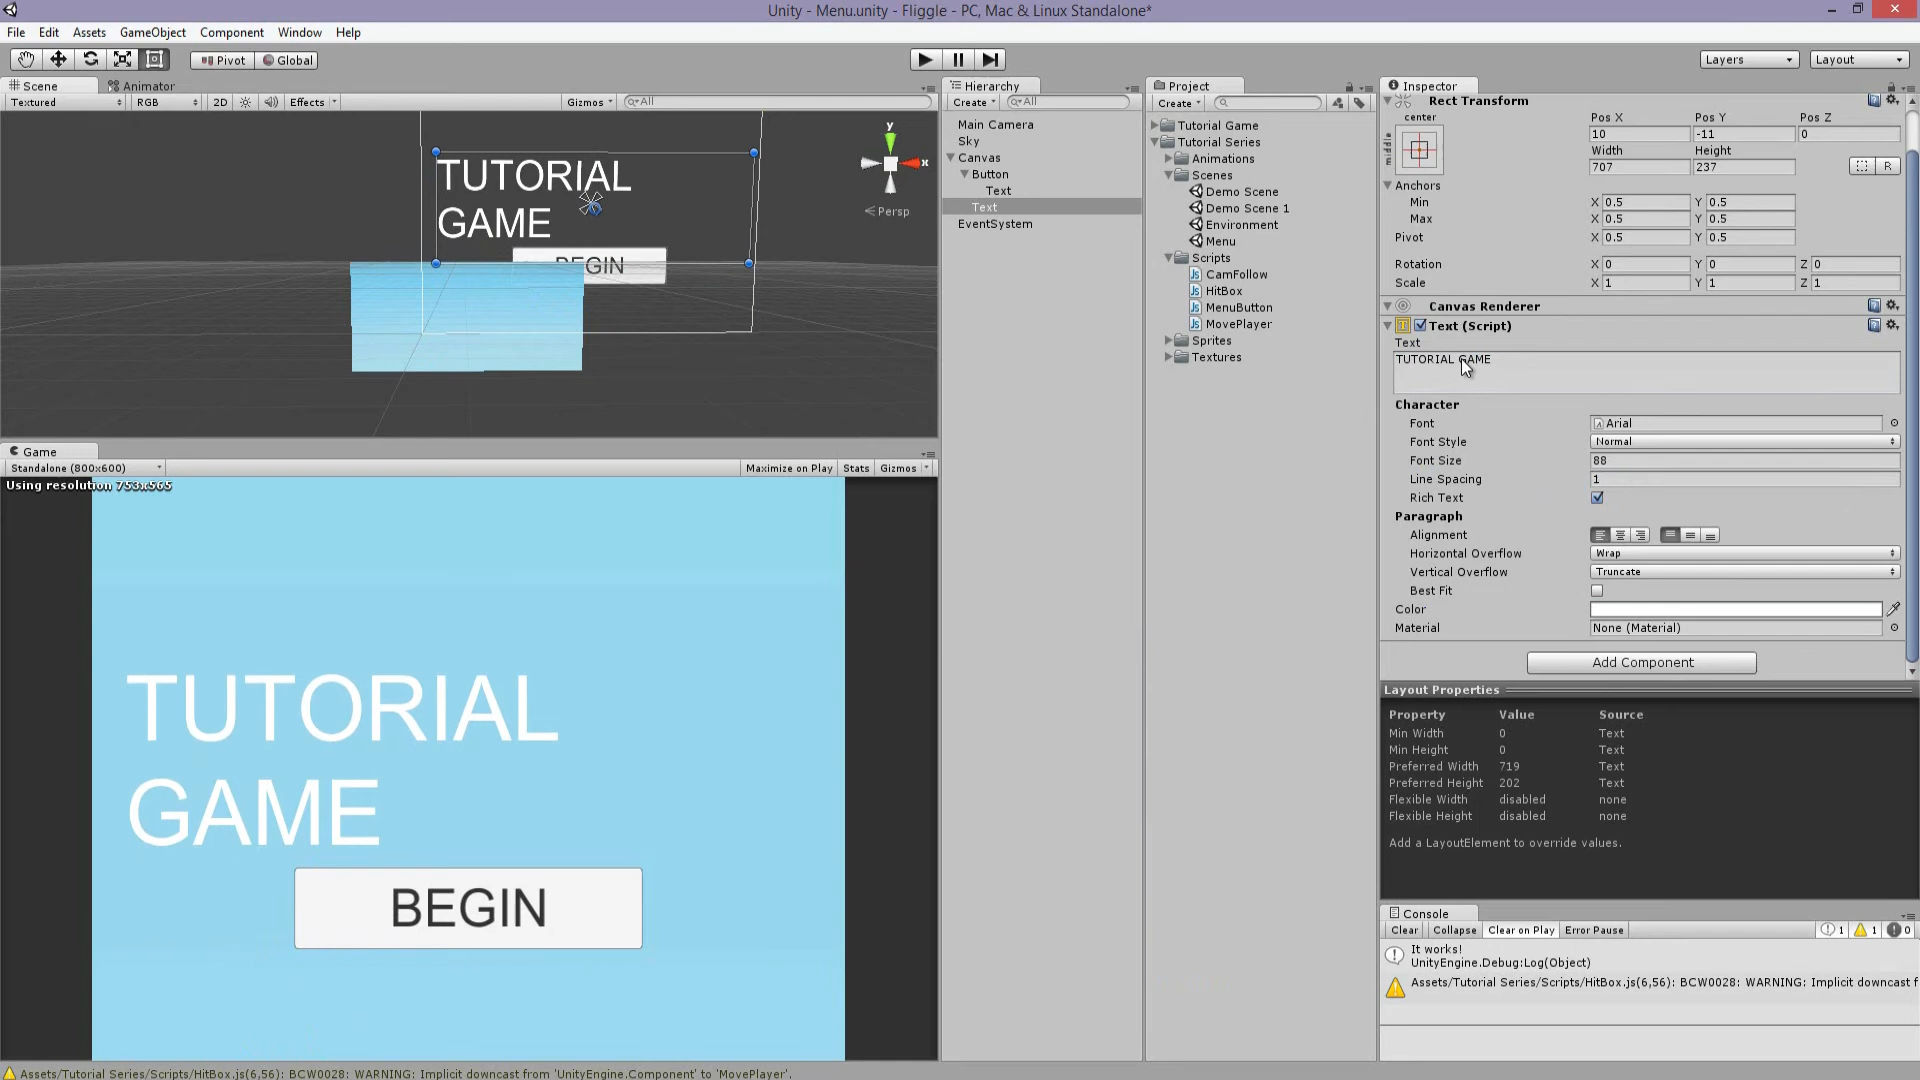 Unity - Menu.unity - Fliggle - PC, Mac & Linux Standalone*
File Edit Assets GameObject Component Window Help
Pivot Global Layers Layout
Scene Animator
Textured RGB 2D Effects Gizmos All
y
x
Persp
TUTORIAL
GAME
BEGIN
Game
Standalone (800x600) Maximize on Play Stats Gizmos
Using resolution 753x565
TUTORIAL
GAME
BEGIN
Hierarchy
Create All
Main Camera
Sky
Canvas
Button
Text
Text
EventSystem
Project
Create
Tutorial Game
Tutorial Series
Animations
Scenes
Demo Scene
Demo Scene 1
Environment
Menu
Scripts
CamFollow
HitBox
MenuButton
MovePlayer
Sprites
Textures
Inspector
Rect Transform
center
middle
Pos X Pos Y Pos Z
10 -11 0
Width Height
707 237 R
Anchors
Min X 0.5 Y 0.5
Max X 0.5 Y 0.5
Pivot X 0.5 Y 0.5
Rotation X 0 Y 0 Z 0
Scale X 1 Y 1 Z 1
Canvas Renderer
Text (Script)
Text
TUTORIAL GAME
Character
Font Arial
Font Style Normal
Font Size 88
Line Spacing 1
Rich Text
Paragraph
Alignment
Horizontal Overflow Wrap
Vertical Overflow Truncate
Best Fit
Color
Material None (Material)
Add Component
Layout Properties
Property Value Source
Min Width 0 Text
Min Height 0 Text
Preferred Width 719 Text
Preferred Height 202 Text
Flexible Width disabled none
Flexible Height disabled none
Add a LayoutElement to override values.
Console
Clear Collapse Clear on Play Error Pause 1 1 0
It works!
UnityEngine.Debug:Log(Object)
Assets/Tutorial Series/Scripts/HitBox.js(6,56): BCW0028: WARNING: Implicit downcast f
Assets/Tutorial Series/Scripts/HitBox.js(6,56): BCW0028: WARNING: Implicit downcast from 'UnityEngine.Component' to 'MovePlayer'.